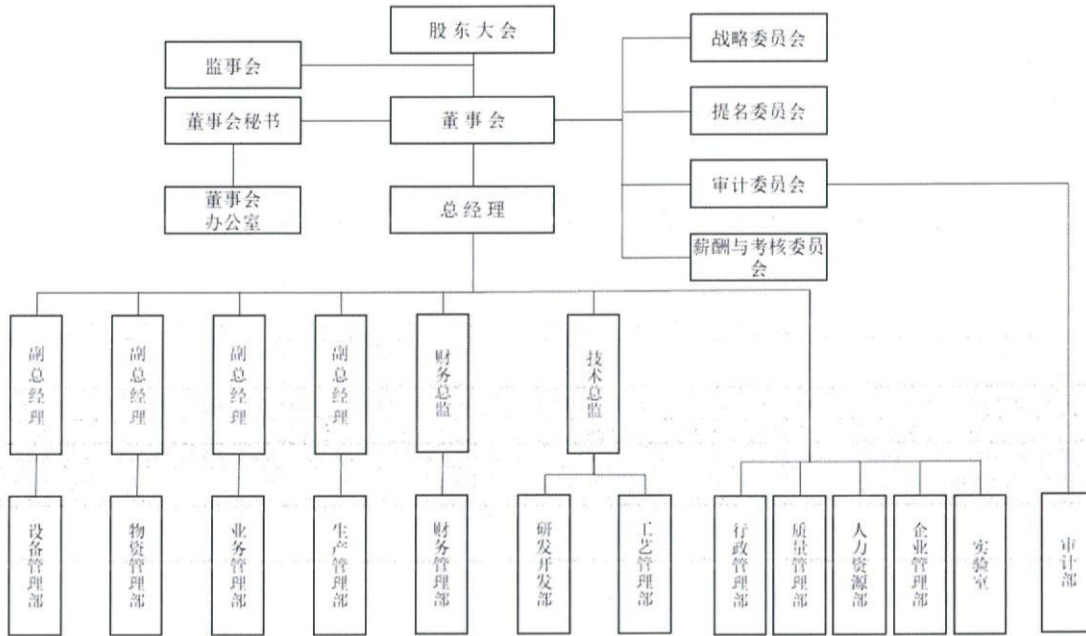 股东大会
战略委员会
监事会
董事会秘书
董事会
提名委员会
董事会
办公室
总经理
审计委员会
薪酬与考核委员
会
副总经理
副总经理
副总经理
副总经理
财务总监
技术总监
设备管理部
物资管理部
业务管理部
生产管理部
财务管理部
研发开发部
工艺管理部
行政管理部
质量管理部
人力资源部
企业管理部
实验室
审计部